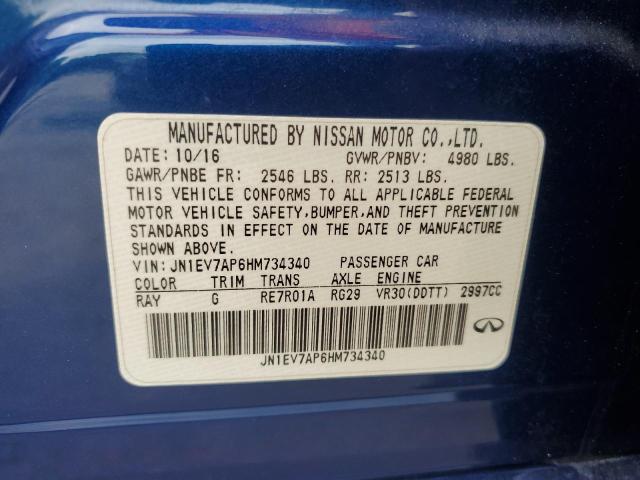 MANUFACTURED BY NISSAN MOTOR CO.,LTD.
DATE: 10/16 GVWR/PNBV: 4980 LBS.
GAWR/PNBE FR: 2546 LBS. RR: 2513 LBS.
THIS VEHICLE CONFORMS TO ALL APPLICABLE FEDERAL
MOTOR VEHICLE SAFETY,BUMPER,AND THEFT PREVENTION
STANDARDS IN EFFECT ON THE DATE OF MANUFACTURE
SHOWN ABOVE.
VIN: JN1EV7AP6HM734340 PASSENGER CAR
COLOR TRIM TRANS AXLE ENGINE
RAY G RE7R01A RG29 VR30(DDTT) 2997CC
JN1EV7AP6HM734340